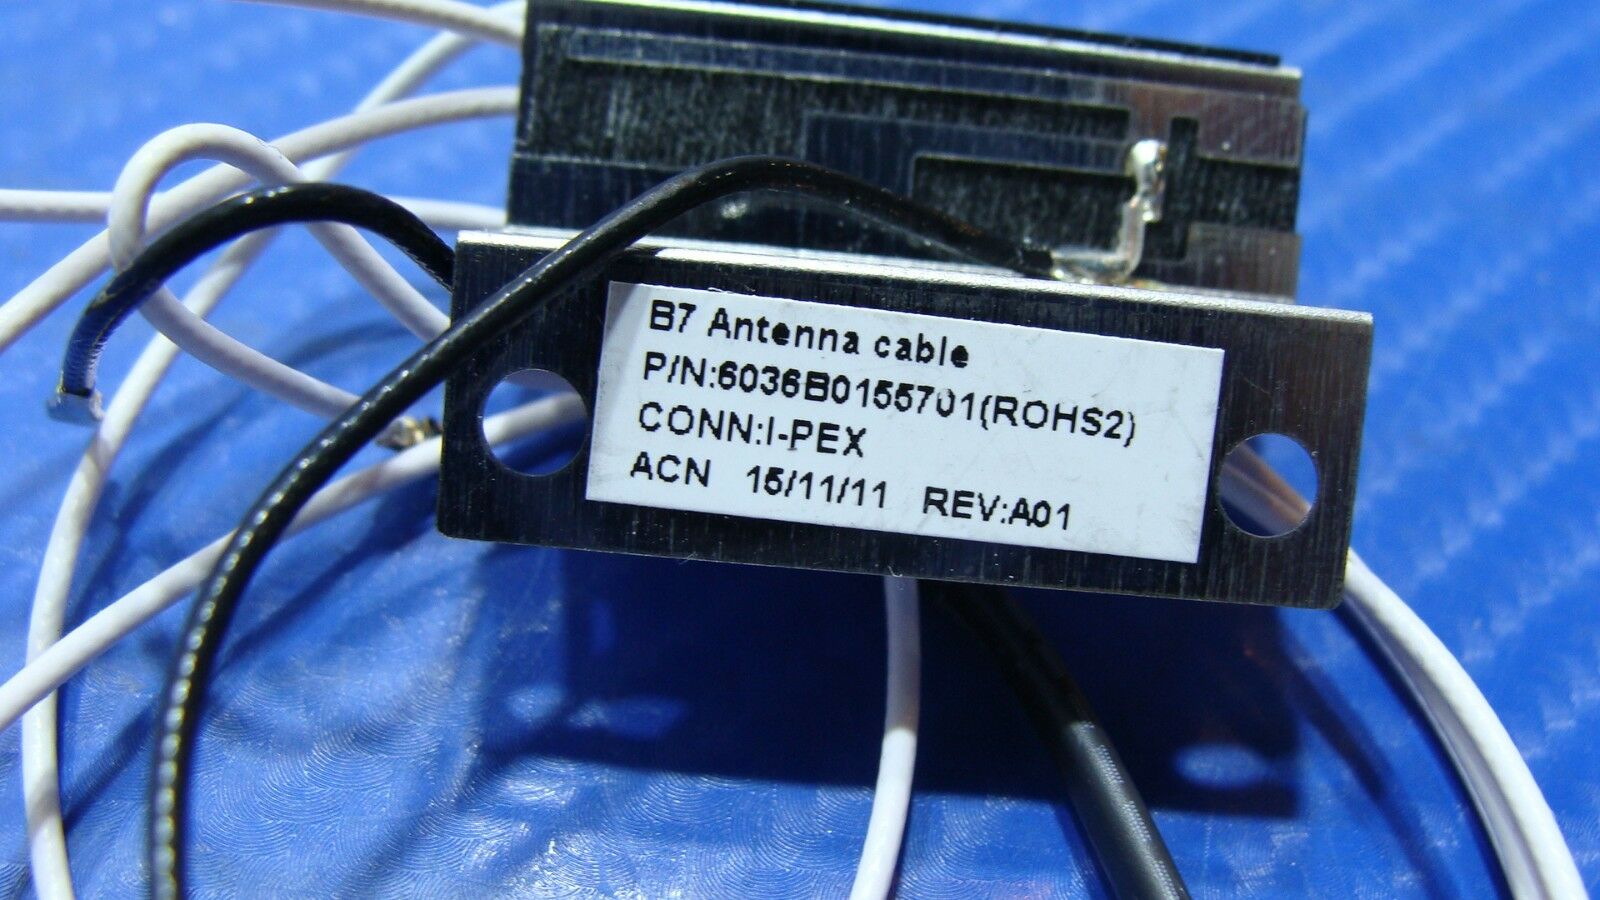 B7 Antenna cable
P/N:6036B0155701(ROHS2)
CONN:I-PEX
ACN 15/11/11 REV:A01